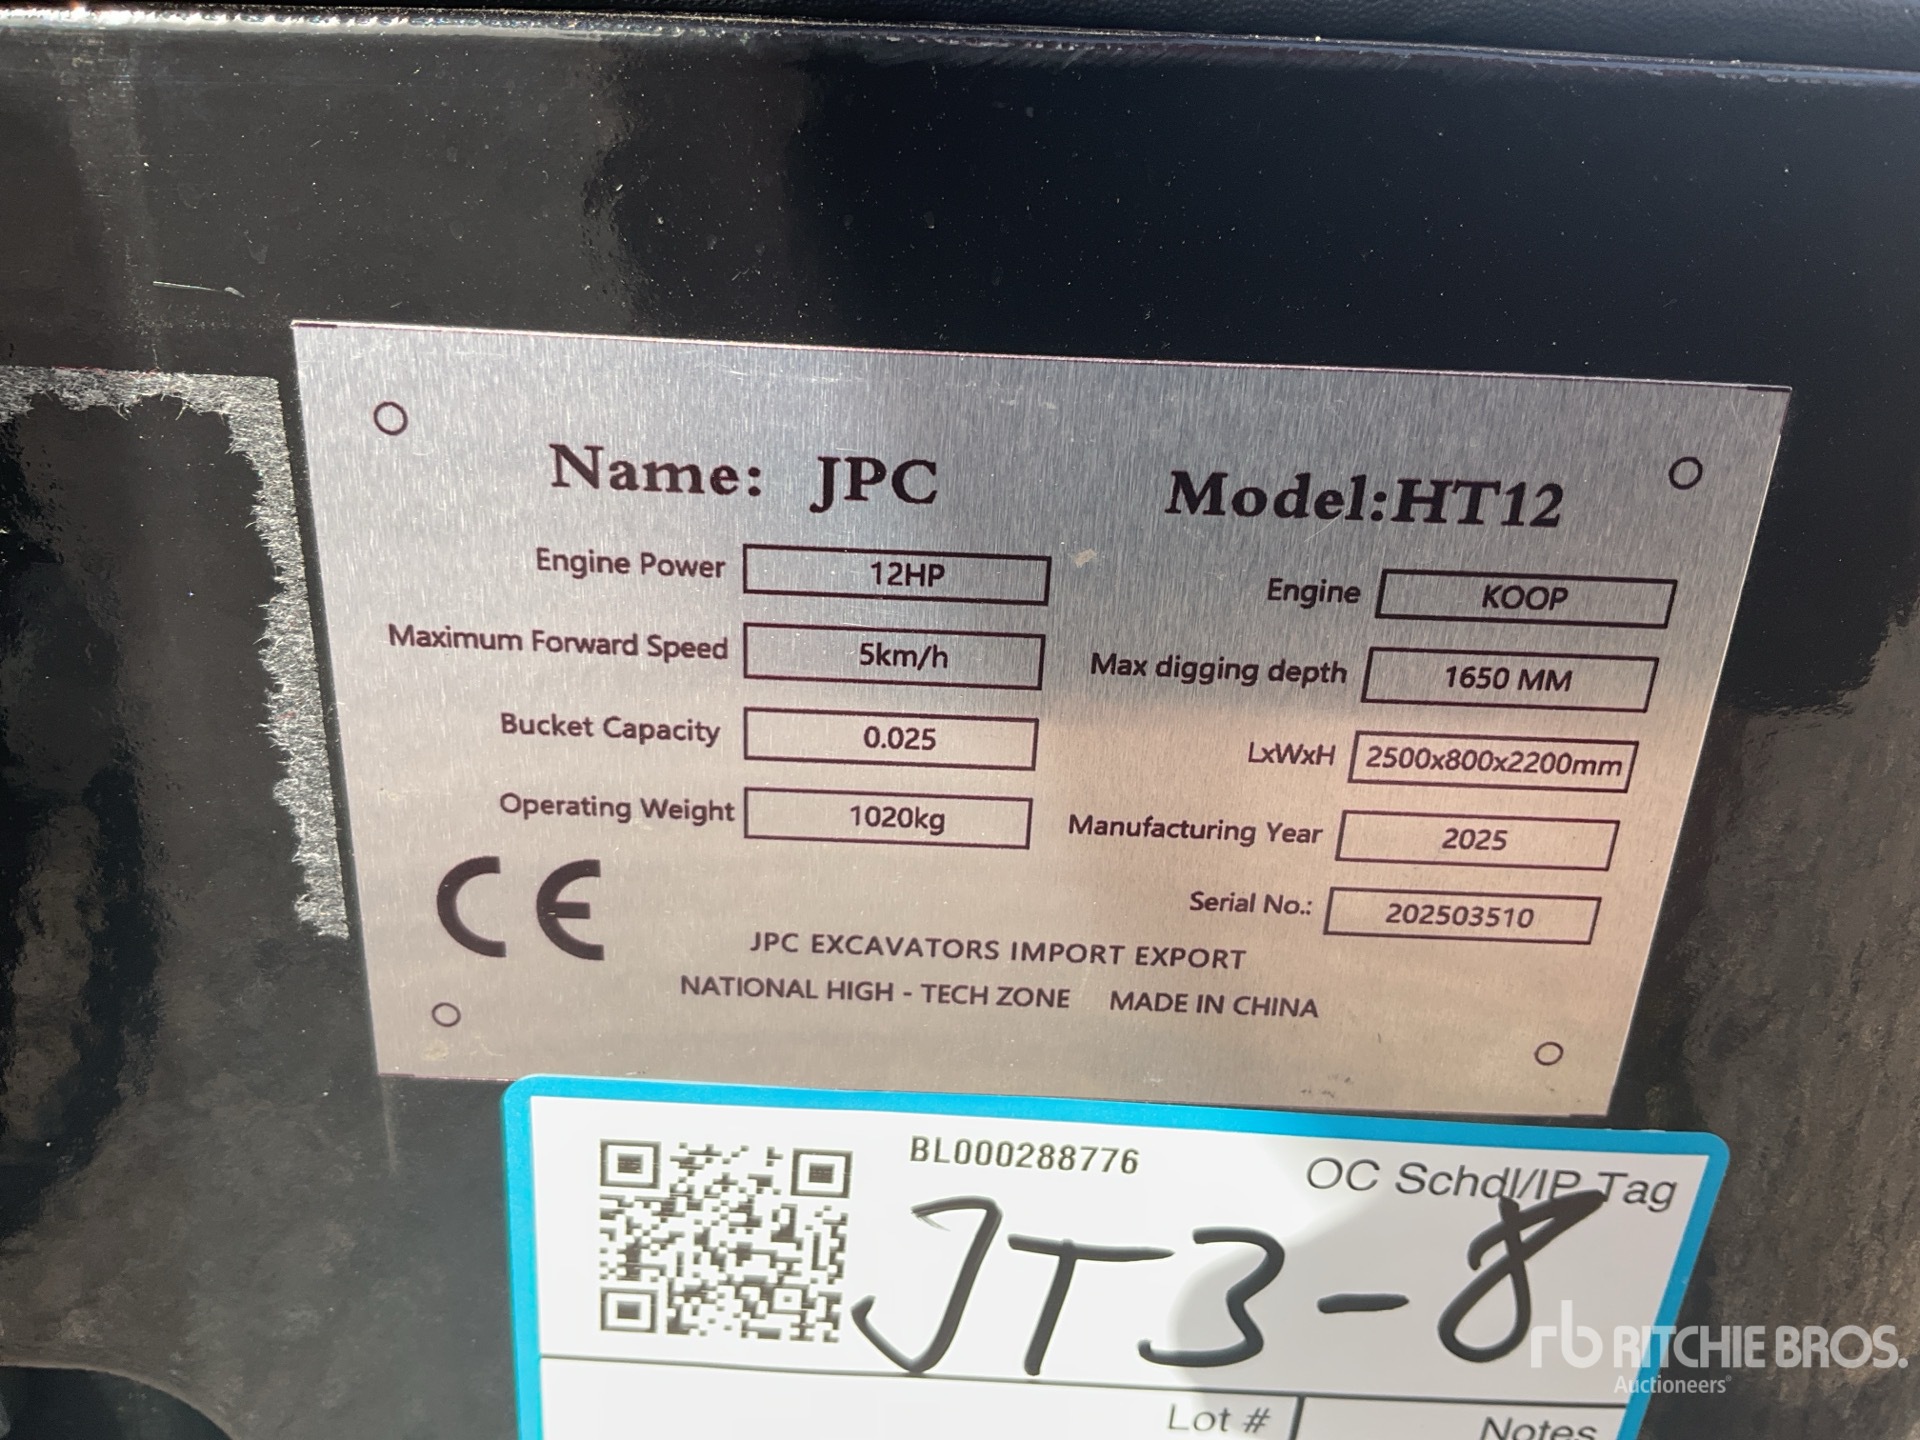 Name: JPC Model:HT12
Engine Power 12HP Engine KOOP
Maximum Forward Speed 5km/h Max digging depth 1650 MM
Bucket Capacity 0.025 LxWxH 2500x800x2200mm
Operating Weight 1020kg Manufacturing Year 2025
Serial No.: 202503510
CE
JPC EXCAVATORS IMPORT EXPORT
NATIONAL HIGH - TECH ZONE MADE IN CHINA
BL000288776
OC Schdl/IP Tag
JT3-8
Lot # Notes
rb RITCHIE BROS.
Auctioneers